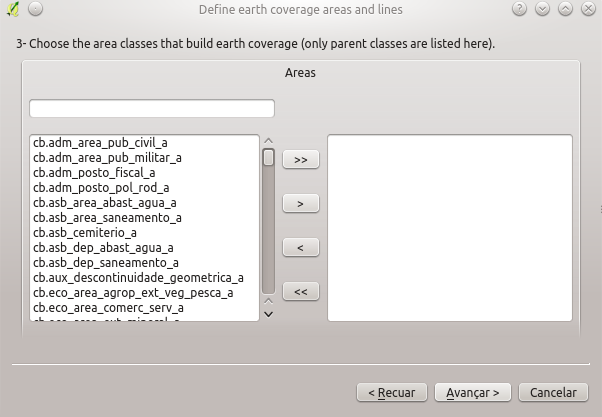 Define earth coverage areas and lines
3- Choose the area classes that build earth coverage (only parent classes are listed here).
Areas
cb.adm_area_pub_civil_a
cb.adm_area_pub_militar_a
cb.adm_posto_fiscal_a
cb.adm_posto_pol_rod_a
cb.asb_area_abast_agua_a
cb.asb_area_saneamento_a
cb.asb_cemiterio_a
cb.asb_dep_abast_agua_a
cb.asb_dep_saneamento_a
cb.aux_descontinuidade_geometrica_a
cb.eco_area_agrop_ext_veg_pesca_a
cb.eco_area_comerc_serv_a
cb.eco_area_ext_mineral_a
>>
>
<
<<
< Recuar
Avançar >
Cancelar